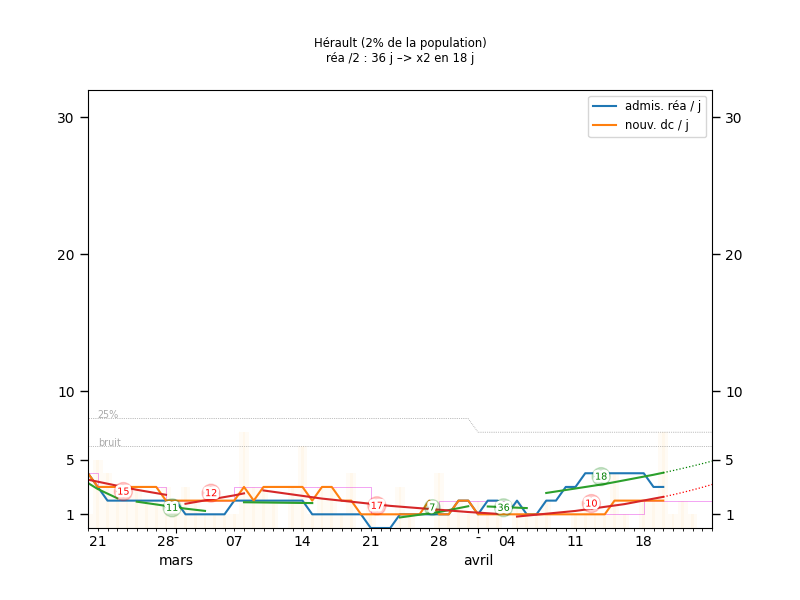 Hérault (2% de la population)
réa /2 : 36 j –> x2 en 18 j
admis. réa / j
nouv. dc / j
30 30
20 20
10 10
5 5
1 1
25%
bruit
15 11 12 17 7 36 10 18
21 28 07 14 21 28 04 11 18
mars avril